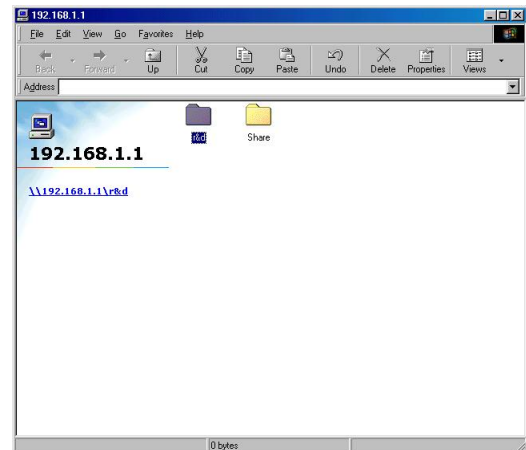 192.168.1.1
File Edit View Go Favorites Help
Back Forward Up Cut Copy Paste Undo Delete Properties Views
Address
r&d Share
192.168.1.1
\\192.168.1.1\r&d
0 bytes